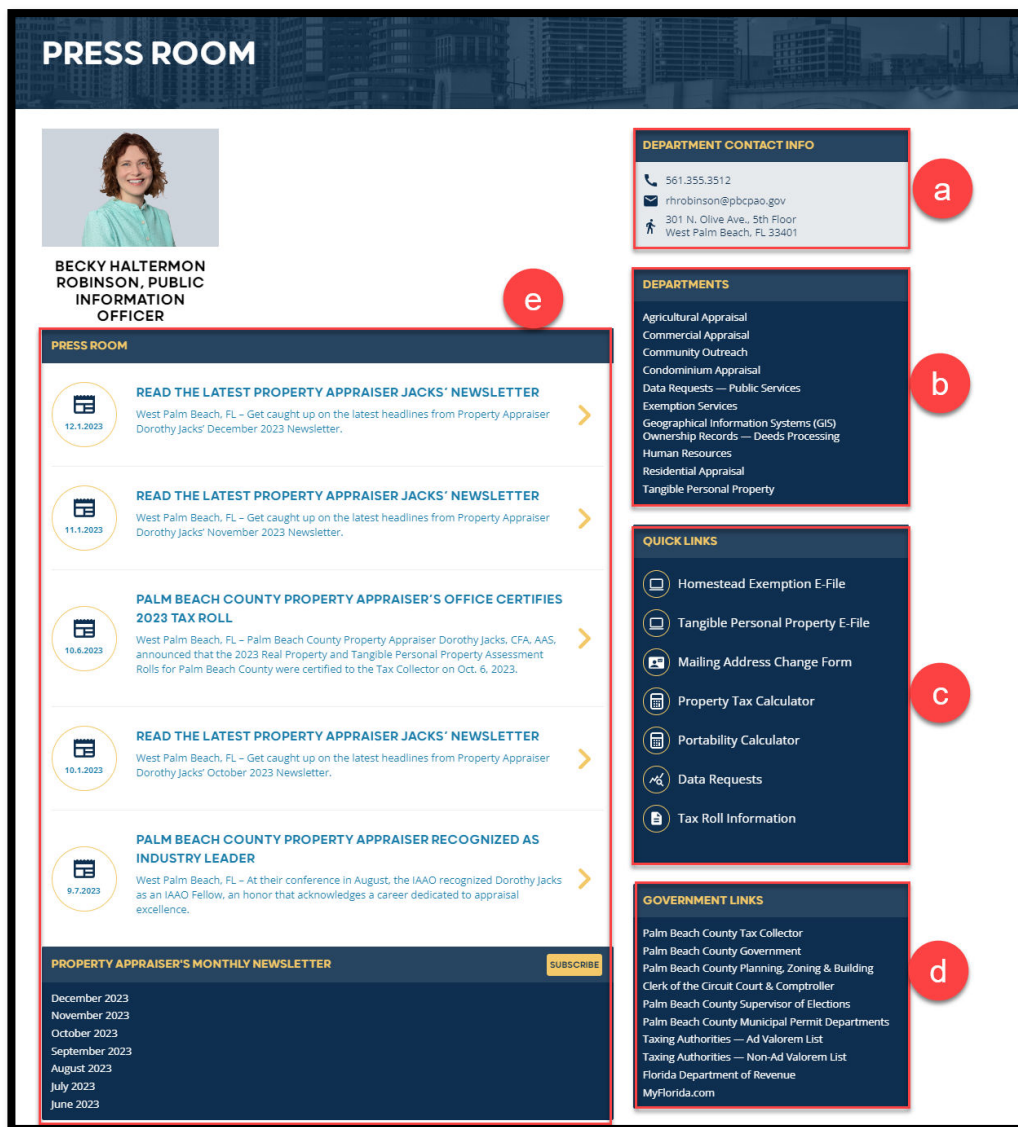 PRESS ROOM
BECKY HALTERMON
ROBINSON, PUBLIC
INFORMATION
OFFICER
e
PRESS ROOM
12.1.2023
READ THE LATEST PROPERTY APPRAISER JACKS' NEWSLETTER
West Palm Beach, FL – Get caught up on the latest headlines from Property Appraiser
Dorothy Jacks' December 2023 Newsletter.
11.1.2023
READ THE LATEST PROPERTY APPRAISER JACKS' NEWSLETTER
West Palm Beach, FL – Get caught up on the latest headlines from Property Appraiser
Dorothy Jacks' November 2023 Newsletter.
10.6.2023
PALM BEACH COUNTY PROPERTY APPRAISER'S OFFICE CERTIFIES
2023 TAX ROLL
West Palm Beach, FL – Palm Beach County Property Appraiser Dorothy Jacks, CFA, AAS,
announced that the 2023 Real Property and Tangible Personal Property Assessment
Rolls for Palm Beach County were certified to the Tax Collector on Oct. 6, 2023.
10.1.2023
READ THE LATEST PROPERTY APPRAISER JACKS' NEWSLETTER
West Palm Beach, FL – Get caught up on the latest headlines from Property Appraiser
Dorothy Jacks' October 2023 Newsletter.
9.7.2023
PALM BEACH COUNTY PROPERTY APPRAISER RECOGNIZED AS
INDUSTRY LEADER
West Palm Beach, FL – At their conference in August, the IAAO recognized Dorothy Jacks
as an IAAO Fellow, an honor that acknowledges a career dedicated to appraisal
excellence.
PROPERTY APPRAISER'S MONTHLY NEWSLETTER
SUBSCRIBE
December 2023
November 2023
October 2023
September 2023
August 2023
July 2023
June 2023
DEPARTMENT CONTACT INFO
561.355.3512
rhrobinson@pbcpao.gov
301 N. Olive Ave., 5th Floor
West Palm Beach, FL 33401
a
DEPARTMENTS
Agricultural Appraisal
Commercial Appraisal
Community Outreach
Condominium Appraisal
Data Requests — Public Services
Exemption Services
Geographical Information Systems (GIS)
Ownership Records — Deeds Processing
Human Resources
Residential Appraisal
Tangible Personal Property
b
QUICK LINKS
Homestead Exemption E-File
Tangible Personal Property E-File
Mailing Address Change Form
Property Tax Calculator
Portability Calculator
Data Requests
Tax Roll Information
c
GOVERNMENT LINKS
Palm Beach County Tax Collector
Palm Beach County Government
Palm Beach County Planning, Zoning & Building
Clerk of the Circuit Court & Comptroller
Palm Beach County Supervisor of Elections
Palm Beach County Municipal Permit Departments
Taxing Authorities — Ad Valorem List
Taxing Authorities — Non-Ad Valorem List
Florida Department of Revenue
MyFlorida.com
d